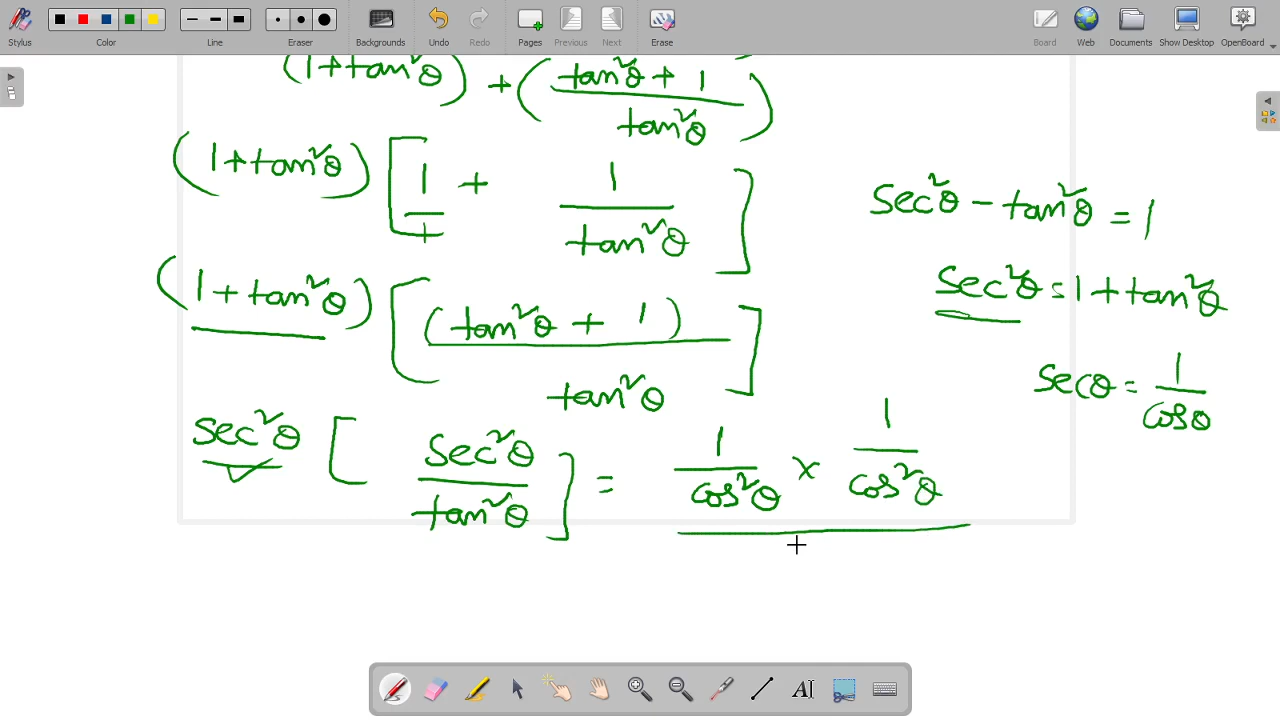 Stylus Color Line Eraser Backgrounds Undo Redo Pages Previous Next Erase Board Web Documents Show Desktop OpenBoard
(1+tan²θ) + (tan²θ + 1 / tan²θ)
(1+tan²θ) [1/1 + 1/tan²θ]
sec²θ - tan²θ = 1
(1 + tan²θ) [(tan²θ + 1) / tan²θ]
sec²θ = 1 + tan²θ
secθ = 1/cosθ
sec²θ [sec²θ / tan²θ] = 1/cos²θ × 1/cos²θ